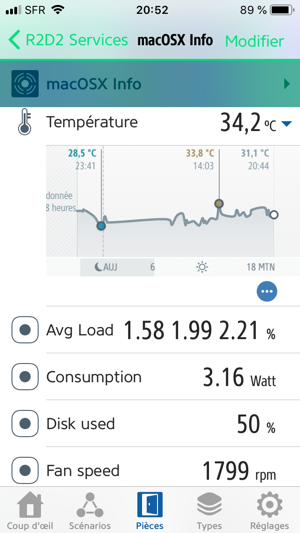 SFR 20:52 89 %
R2D2 Services macOSX Info Modifier
macOSX Info
Température 34,2 °C
28,5 °C 33,8 °C 31,1 °C
23:41 14:03 20:44
donnée
8 heures
AUJ 6 18 MTN
Avg Load 1.58 1.99 2.21 %
Consumption 3.16 Watt
Disk used 50 %
Fan speed 1799 rpm
Coup d'œil Scénarios Pièces Types Réglages